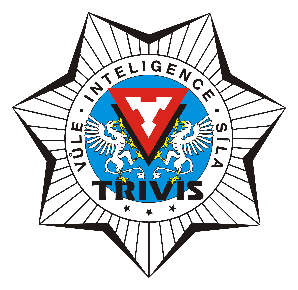 VŮLE · INTELIGENCE · SÍLA
TRIVIS